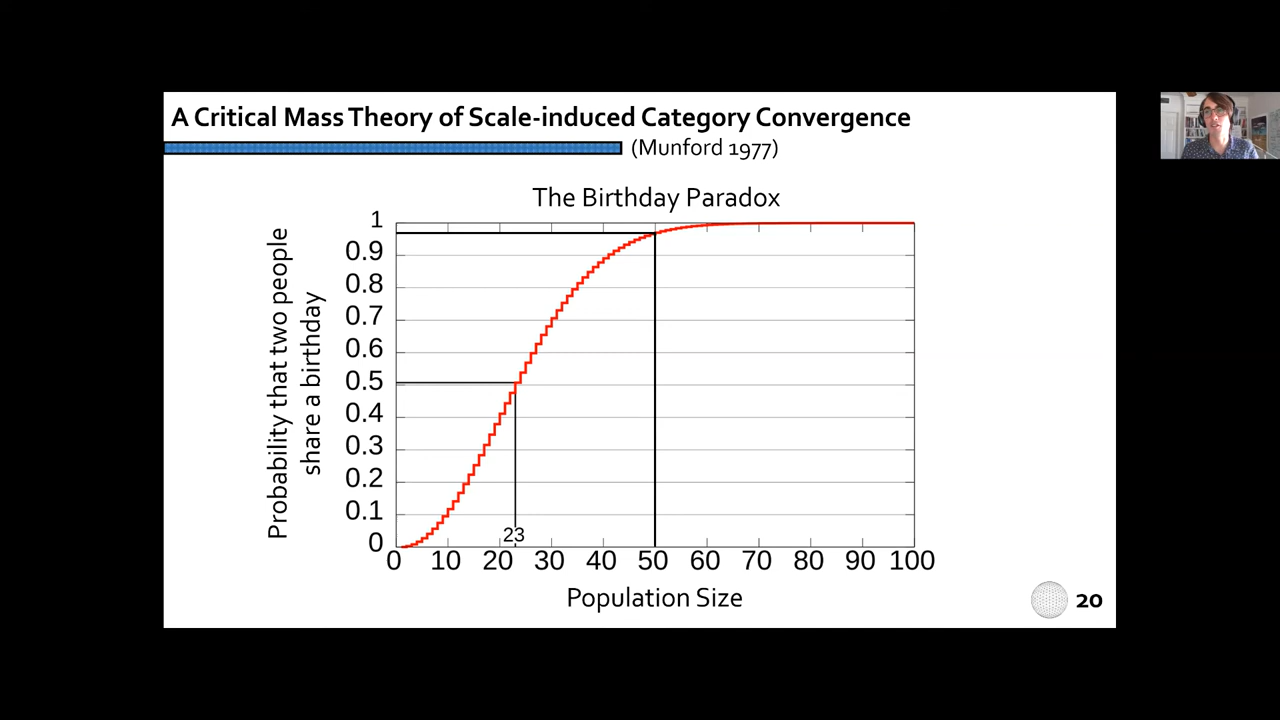 A Critical Mass Theory of Scale-induced Category Convergence
(Munford 1977)
The Birthday Paradox
Probability that two people
share a birthday
1
0.9
0.8
0.7
0.6
0.5
0.4
0.3
0.2
0.1
0
23
0 10 20 30 40 50 60 70 80 90 100
Population Size
20